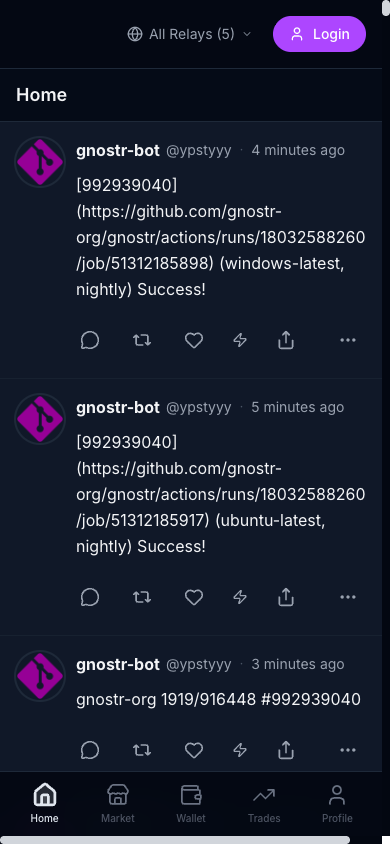 All Relays (5)
Login
Home
gnostr-bot @ypstyyy · 4 minutes ago
[992939040]
(https://github.com/gnostr-
org/gnostr/actions/runs/18032588260
/job/51312185898) (windows-latest,
nightly) Success!
gnostr-bot @ypstyyy · 5 minutes ago
[992939040]
(https://github.com/gnostr-
org/gnostr/actions/runs/18032588260
/job/51312185917) (ubuntu-latest,
nightly) Success!
gnostr-bot @ypstyyy · 3 minutes ago
gnostr-org 1919/916448 #992939040
Home Market Wallet Trades Profile